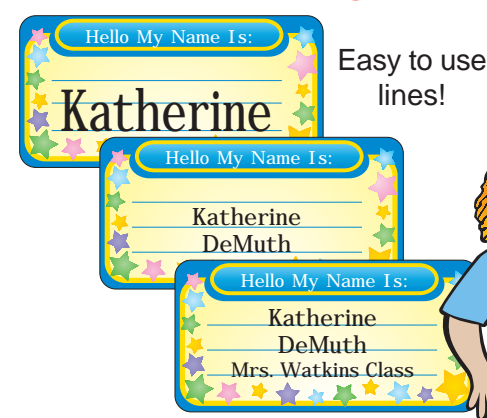 Hello My Name Is:
Katherine
Easy to use
lines!
Hello My Name Is:
Katherine
DeMuth
Hello My Name Is:
Katherine
DeMuth
Mrs. Watkins Class